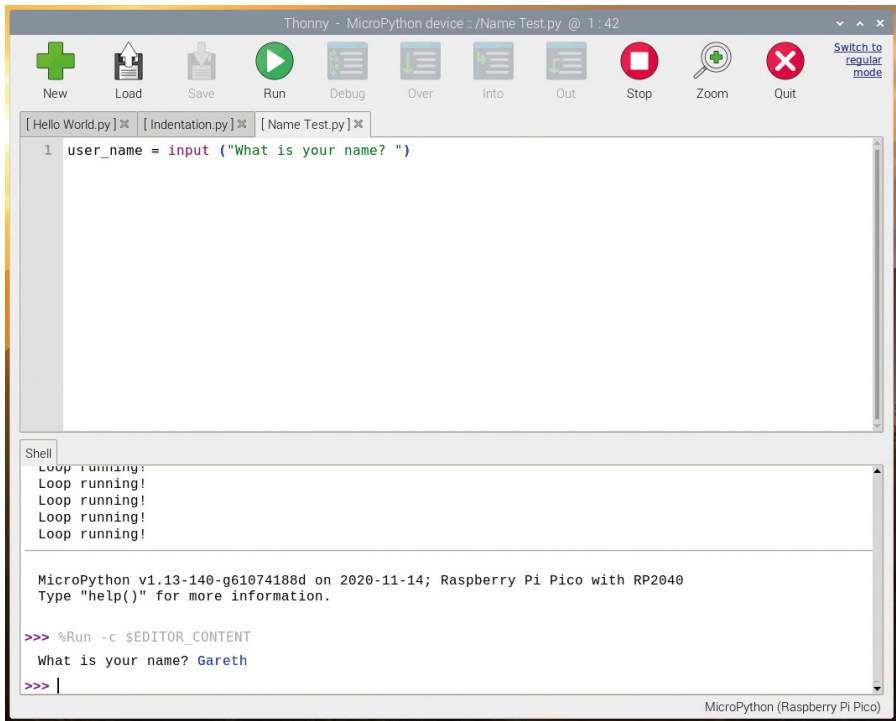 Thonny - MicroPython device :: /Name Test.py @ 1 : 42
New Load Save Run Debug Over Into Out Stop Zoom Quit
Switch to
regular
mode
[ Hello World.py ] [ Indentation.py ] [ Name Test.py ]
1 user_name = input ("What is your name? ")
Shell
Loop running!
Loop running!
Loop running!
Loop running!
Loop running!
MicroPython v1.13-140-g61074188d on 2020-11-14; Raspberry Pi Pico with RP2040
Type "help()" for more information.
>>> %Run -c $EDITOR_CONTENT
What is your name? Gareth
>>>
MicroPython (Raspberry Pi Pico)